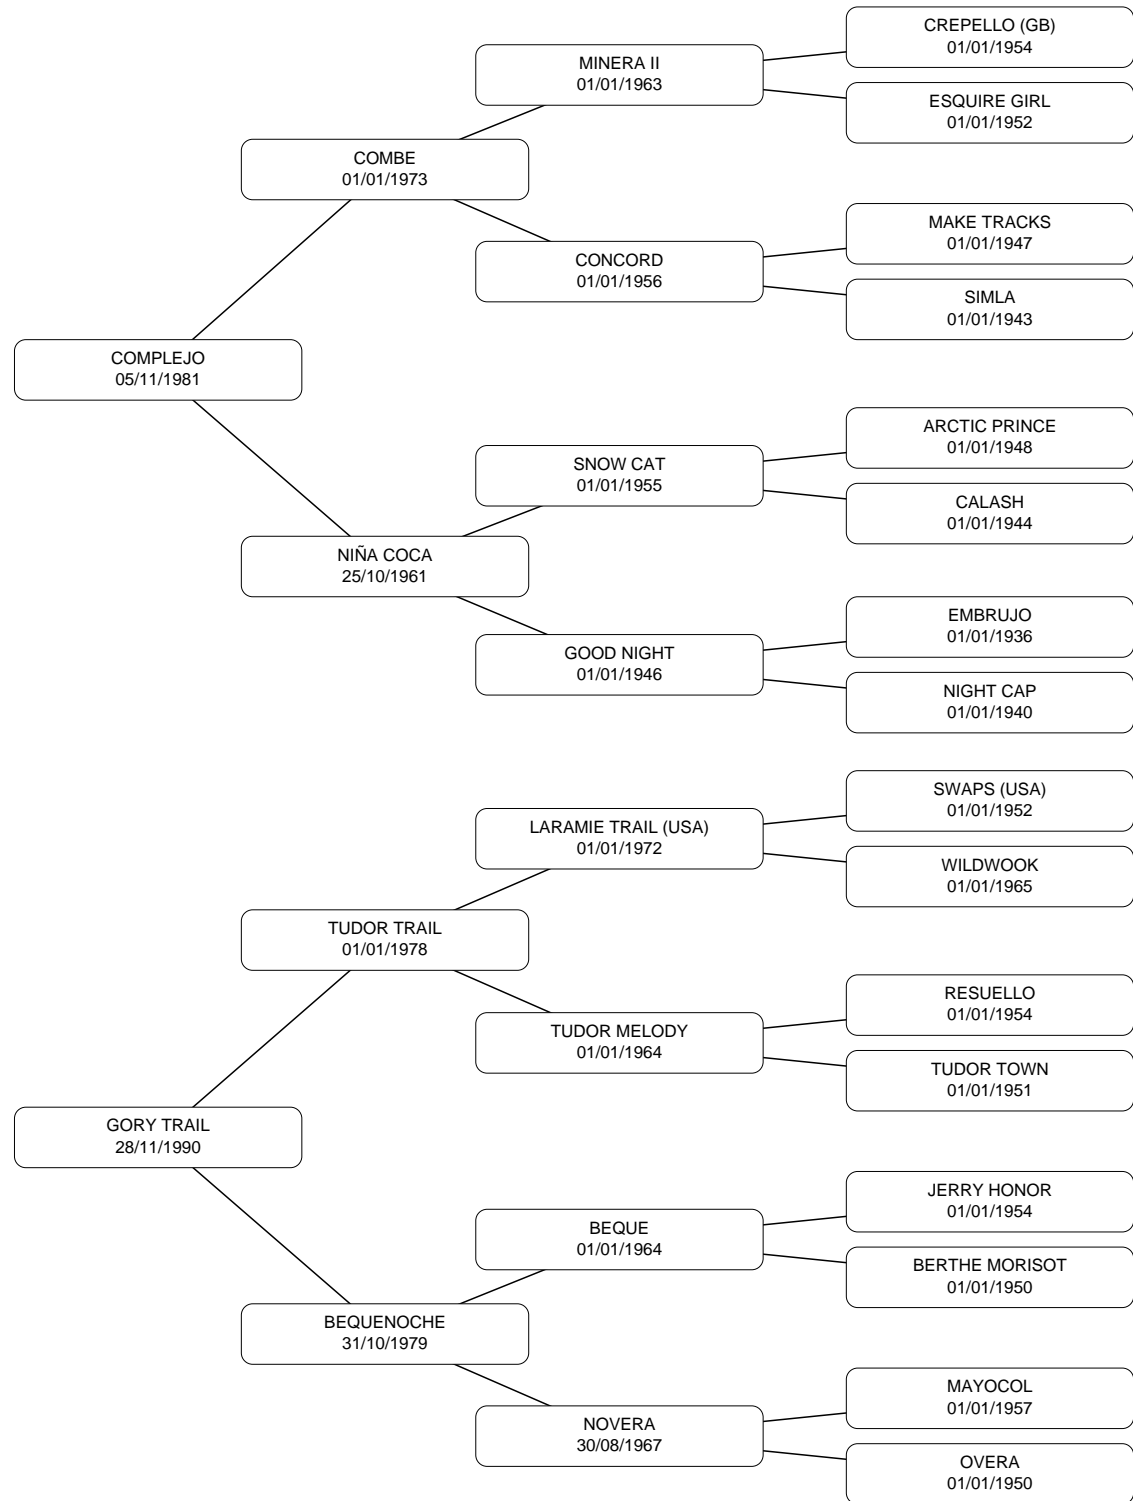 CREPELLO (GB)
01/01/1954
MINERA II
01/01/1963
ESQUIRE GIRL
01/01/1952
COMBE
01/01/1973
MAKE TRACKS
01/01/1947
CONCORD
01/01/1956
SIMLA
01/01/1943
COMPLEJO
05/11/1981
ARCTIC PRINCE
01/01/1948
SNOW CAT
01/01/1955
CALASH
01/01/1944
NIÑA COCA
25/10/1961
EMBRUJO
01/01/1936
GOOD NIGHT
01/01/1946
NIGHT CAP
01/01/1940
SWAPS (USA)
01/01/1952
LARAMIE TRAIL (USA)
01/01/1972
WILDWOOK
01/01/1965
TUDOR TRAIL
01/01/1978
RESUELLO
01/01/1954
TUDOR MELODY
01/01/1964
TUDOR TOWN
01/01/1951
GORY TRAIL
28/11/1990
JERRY HONOR
01/01/1954
BEQUE
01/01/1964
BERTHE MORISOT
01/01/1950
BEQUENOCHE
31/10/1979
MAYOCOL
01/01/1957
NOVERA
30/08/1967
OVERA
01/01/1950